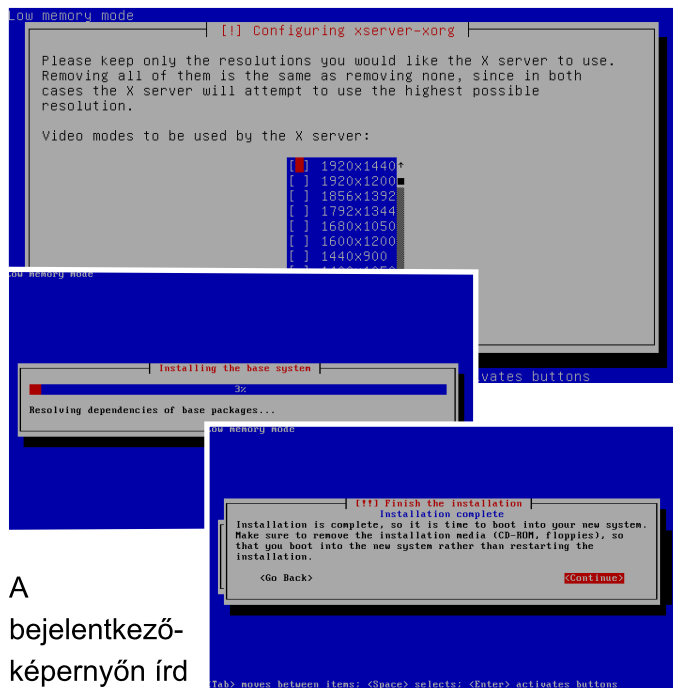 Low memory mode
[!] Configuring xserver-xorg
Please keep only the resolutions you would like the X server to use.
Removing all of them is the same as removing none, since in both
cases the X server will attempt to use the highest possible
resolution.
Video modes to be used by the X server:
[ ] 1920x1440
[ ] 1920x1200
[ ] 1856x1392
[ ] 1792x1344
[ ] 1680x1050
[ ] 1600x1200
[ ] 1440x900
vates buttons
Low memory mode
Installing the base system
3%
Resolving dependencies of base packages...
Low memory mode
[!!] Finish the installation
Installation complete
Installation is complete, so it is time to boot into your new system.
Make sure to remove the installation media (CD-ROM, floppies), so
that you boot into the new system rather than restarting the
installation.
<Go Back> <Continue>
<Tab> moves between items; <Space> selects; <Enter> activates buttons
A
bejelentkező-
képernyőn írd